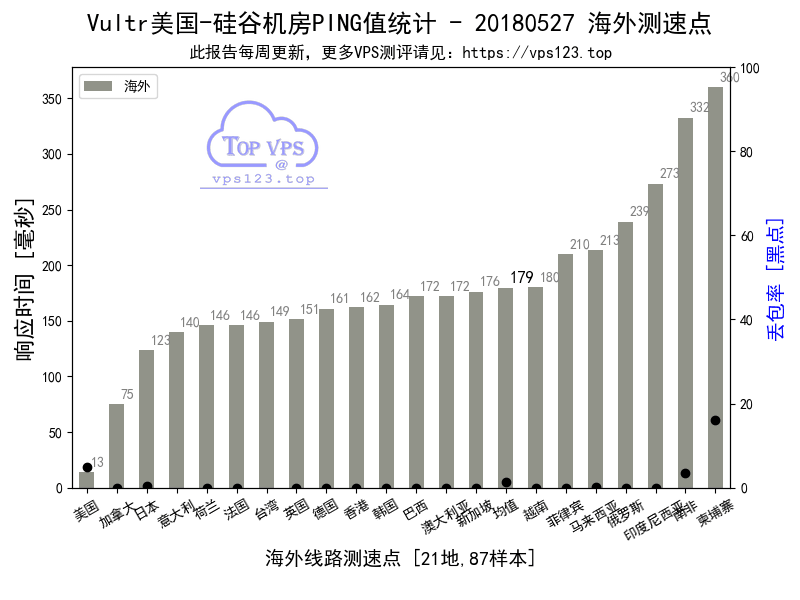 Vultr美国-硅谷机房PING值统计 - 20180527 海外测速点
此报告每周更新，更多VPS测评请见：https://vps123.top
海外
TOP VPS
@
vps123.top
响应时间 [毫秒]
丢包率 [黑点]
350
300
250
200
150
100
50
0
100
80
60
40
20
0
13
75
123
140
146
146
149
151
161
162
164
172
172
176
179
180
210
213
239
273
332
360
美国
加拿大
日本
意大利
荷兰
法国
台湾
英国
德国
香港
韩国
巴西
澳大利亚
新加坡
均值
越南
菲律宾
马来西亚
俄罗斯
印度尼西亚
南非
柬埔寨
海外线路测速点 [21地,87样本]